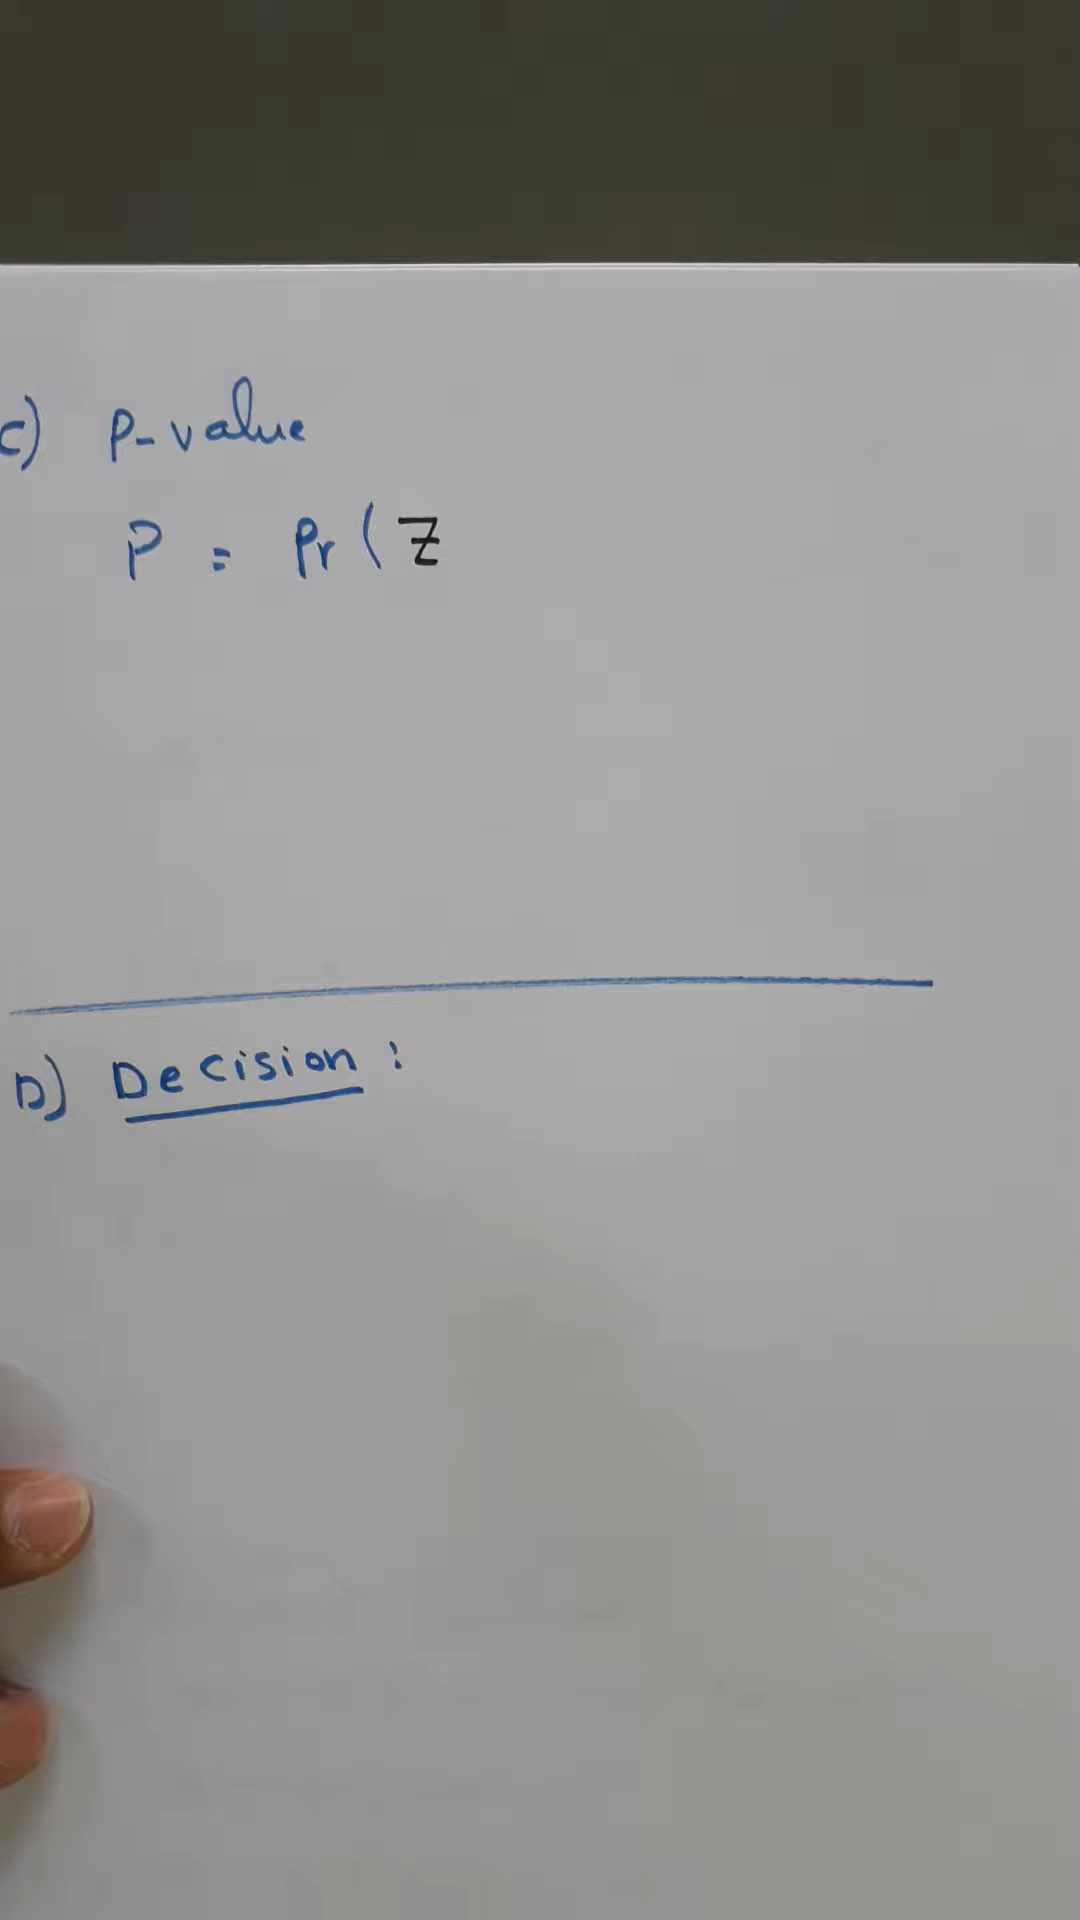 c) P-value
P = Pr(Z
D) Decision: